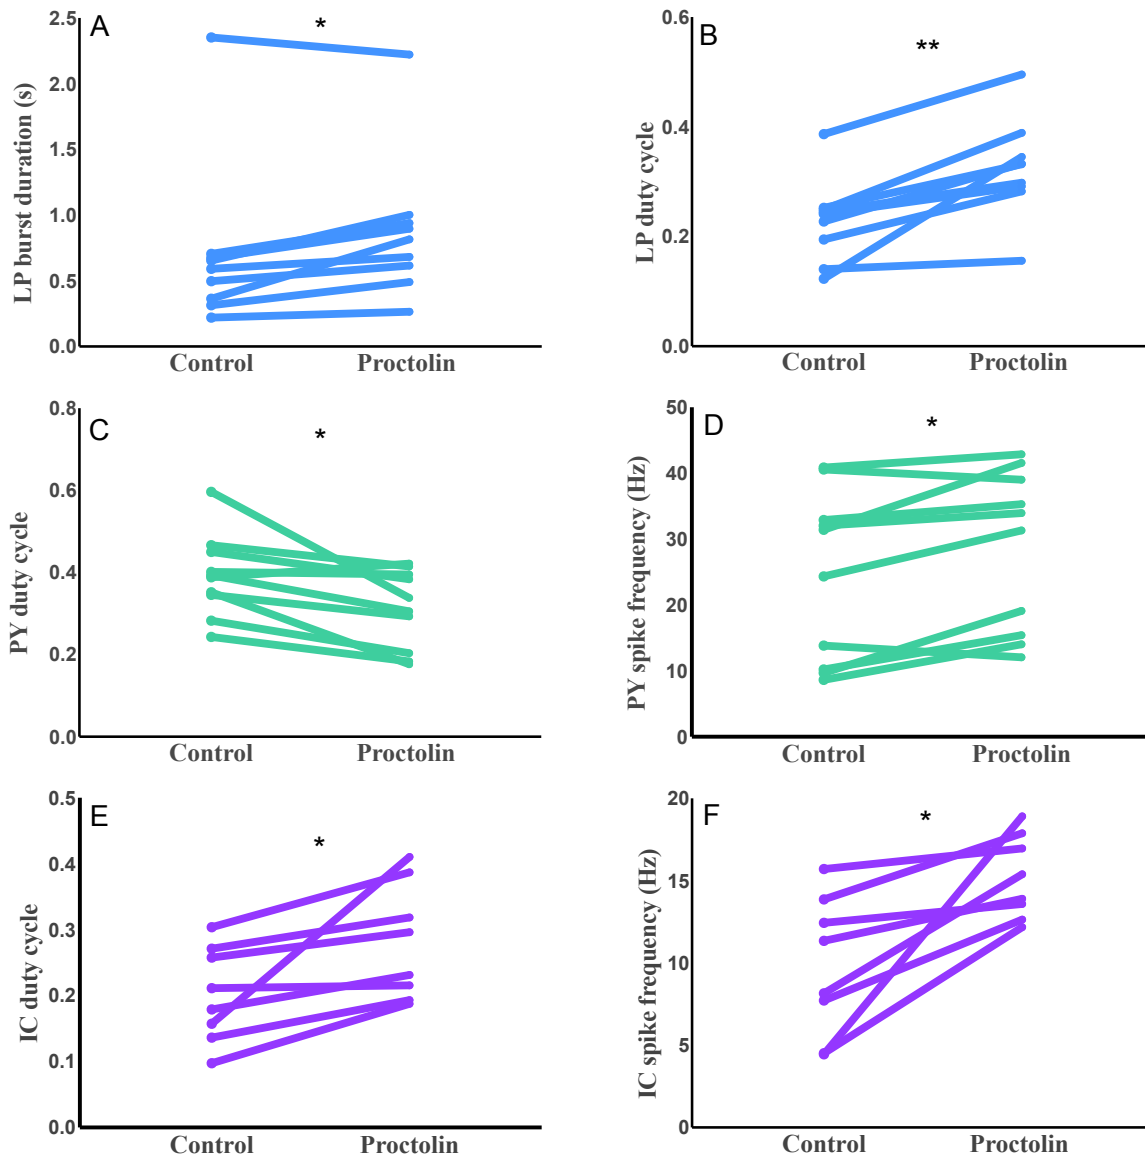 A
*
LP burst duration (s)
2.5
2.0
1.5
1.0
0.5
0.0
Control Proctolin
B
**
LP duty cycle
0.6
0.4
0.2
0.0
Control Proctolin
C
*
PY duty cycle
0.8
0.6
0.4
0.2
0.0
Control Proctolin
D
*
PY spike frequency (Hz)
50
40
30
20
10
0
Control Proctolin
E
*
IC duty cycle
0.5
0.4
0.3
0.2
0.1
0.0
Control Proctolin
F
*
IC spike frequency (Hz)
20
15
10
5
0
Control Proctolin